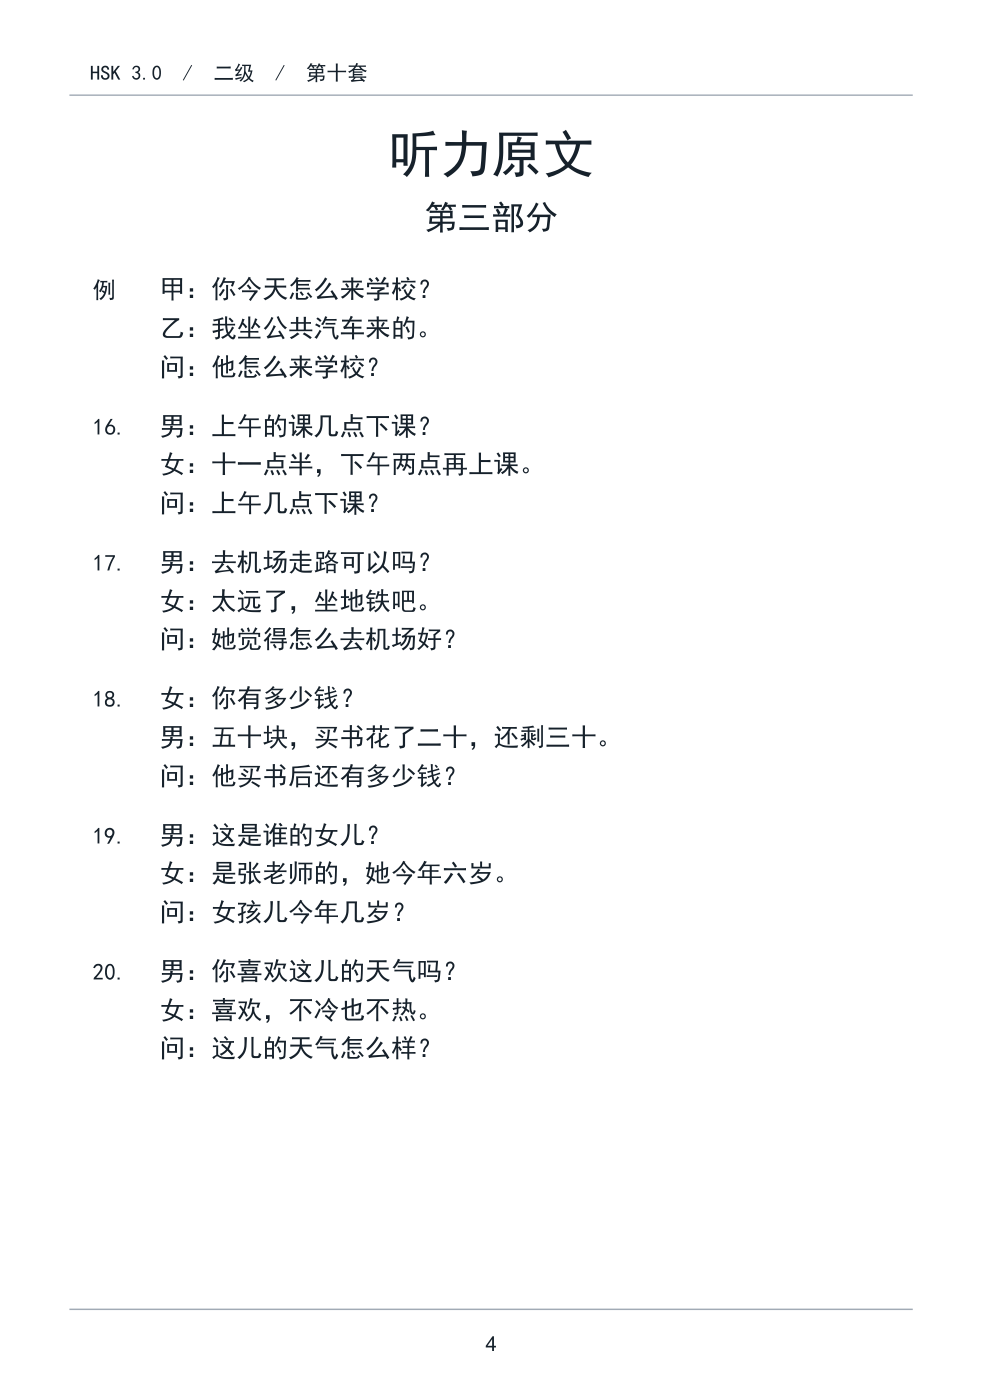 HSK 3.0 / 二级 / 第十套
听力原文
第三部分
例 甲：你今天怎么来学校？
乙：我坐公共汽车来的。
问：他怎么来学校？
16. 男：上午的课几点下课？
女：十一点半，下午两点再上课。
问：上午几点下课？
17. 男：去机场走路可以吗？
女：太远了，坐地铁吧。
问：她觉得怎么去机场好？
18. 女：你有多少钱？
男：五十块，买书花了二十，还剩三十。
问：他买书后还有多少钱？
19. 男：这是谁的女儿？
女：是张老师的，她今年六岁。
问：女孩儿今年几岁？
20. 男：你喜欢这儿的天气吗？
女：喜欢，不冷也不热。
问：这儿的天气怎么样？
4